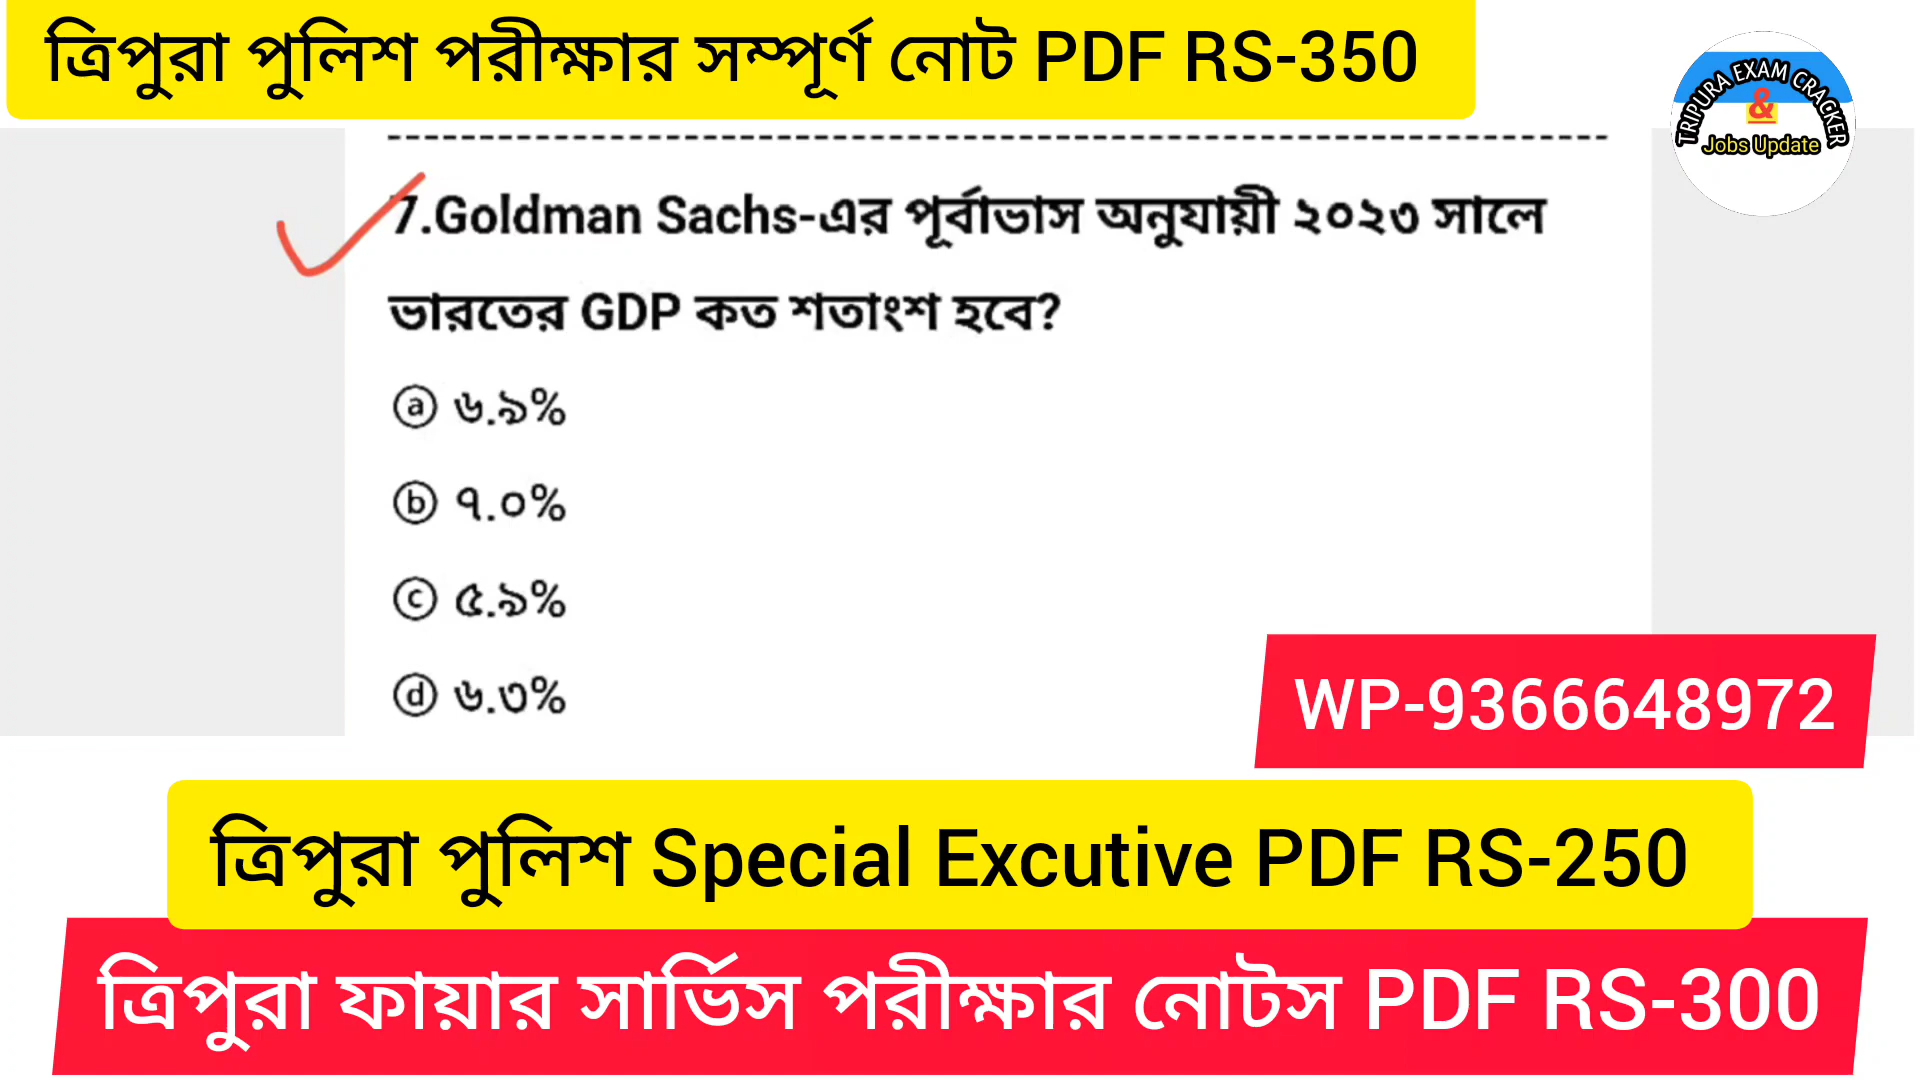 ত্রিপুরা পুলিশ পরীক্ষার সম্পূর্ণ নোট PDF RS-350
TRIPURA EXAM CRACKER
&
Jobs Update
7.Goldman Sachs-এর পূর্বাভাস অনুযায়ী ২০২৩ সালে
ভারতের GDP কত শতাংশ হবে?
ⓐ ৬.৯%
ⓑ ৭.০%
ⓒ ৫.৯%
ⓓ ৬.৩%
WP-9366648972
ত্রিপুরা পুলিশ Special Excutive PDF RS-250
ত্রিপুরা ফায়ার সার্ভিস পরীক্ষার নোটস PDF RS-300